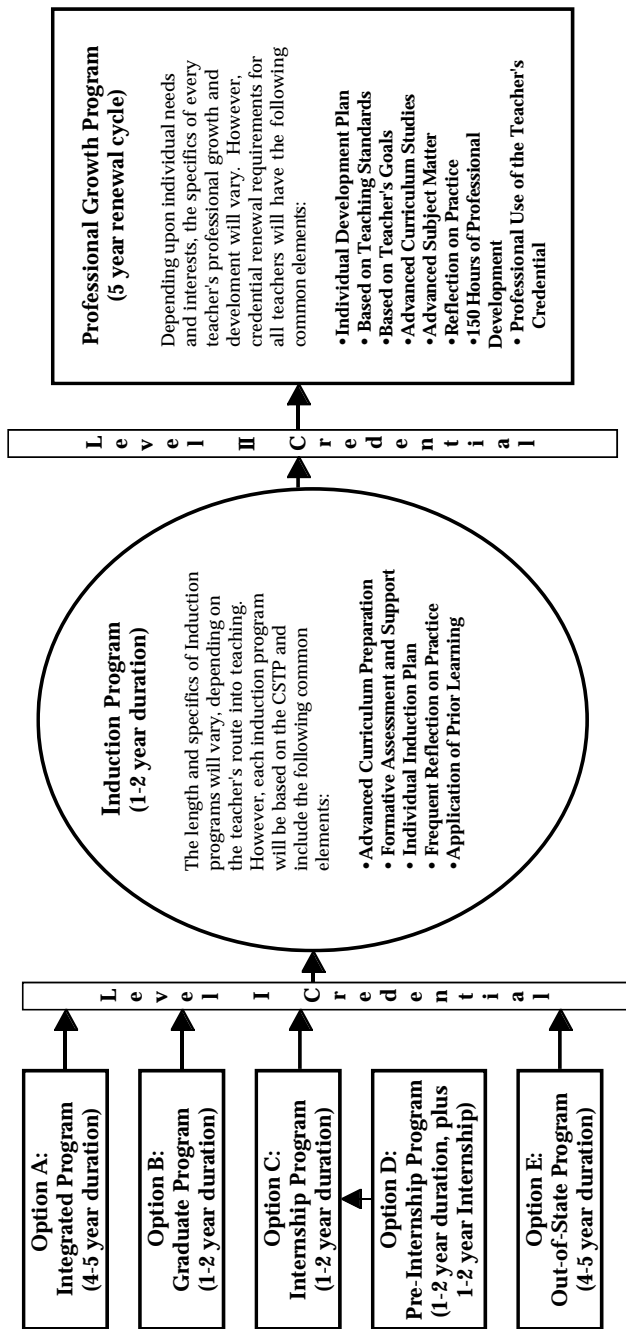 Option A:
Integrated Program
(4-5 year duration)
Option B:
Graduate Program
(1-2 year duration)
Option C:
Internship Program
(1-2 year duration)
Option D:
Pre-Internship Program
(1-2 year duration, plus
1-2 year Internship)
Option E:
Out-of-State Program
(4-5 year duration)
Level I Credential
Induction Program
(1-2 year duration)
The length and specifics of Induction
programs will vary, depending on
the teacher's route into teaching.
However, each induction program
will be based on the CSTP and
include the following common
elements:
• Advanced Curriculum Preparation
• Formative Assessment and Support
• Individual Induction Plan
• Frequent Reflection on Practice
• Application of Prior Learning
Level II Credential
Professional Growth Program
(5 year renewal cycle)
Depending upon individual needs
and interests, the specifics of every
teacher's professional growth and
develoment will vary. However,
credential renewal requirements for
all teachers will have the following
common elements:
•Individual Development Plan
• Based on Teaching Standards
•Based on Teacher's Goals
•Advanced Curriculum Studies
•Advanced Subject Matter
•Reflection on Practice
•150 Hours of Professional
Development
• Professional Use of the Teacher's
Credential